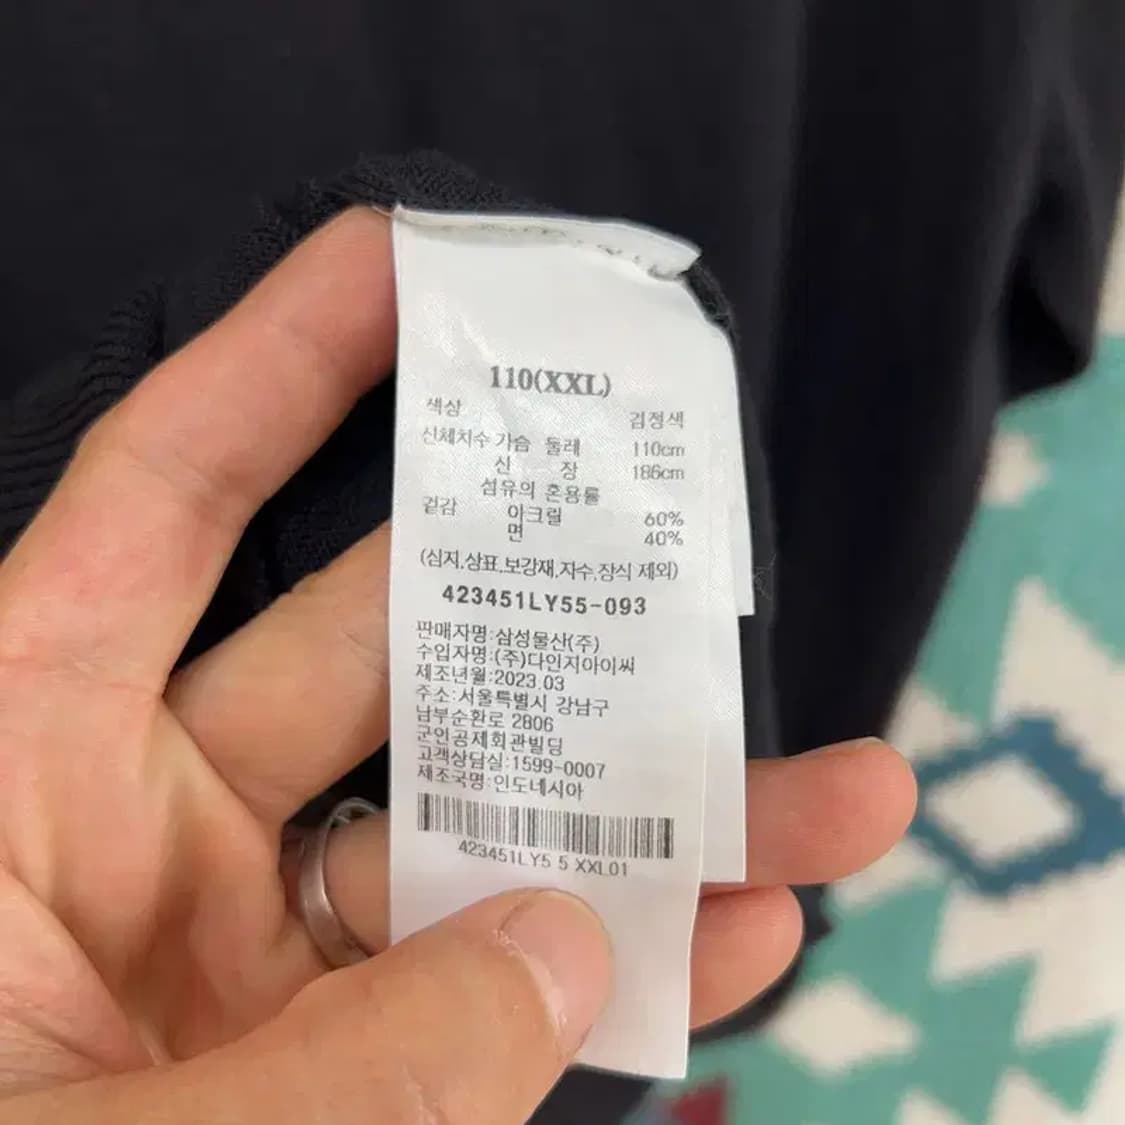 110(XXL)
색상 검정색
신체치수 가슴 둘레 110cm
신 장 186cm
섬유의 혼용률
겉감 아크릴 60%
면 40%
(심지,상표,보강재,자수,장식 제외)
423451LY55-093
판매자명:삼성물산(주)
수입자명:(주)다인지아이씨
제조년월:2023.03
주소:서울특별시 강남구
남부순환로 2806
군인공제회관빌딩
고객상담실:1599-0007
제조국명:인도네시아
423451LY5 5 XXL01